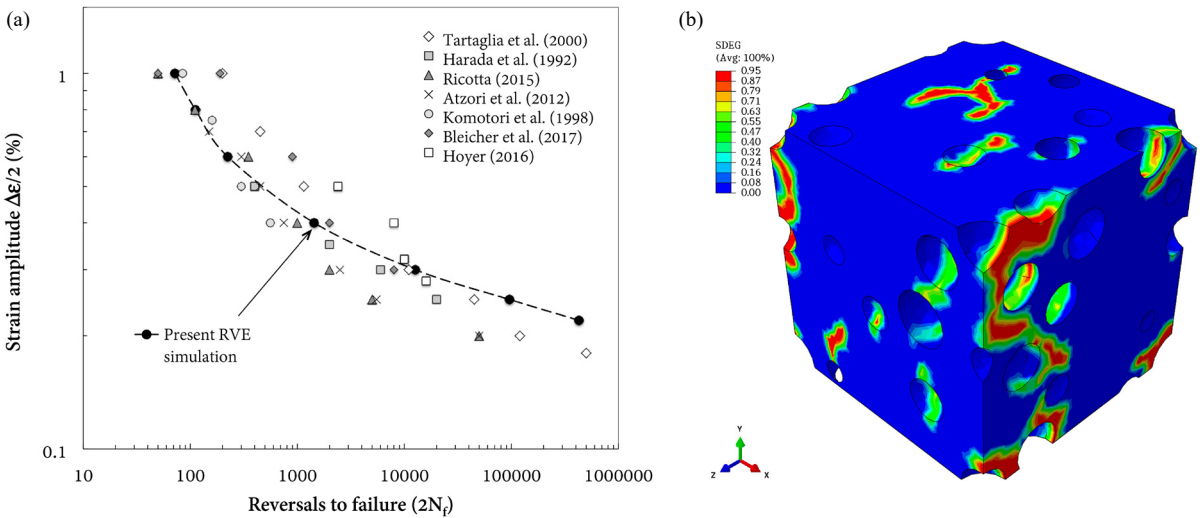 (a)
Strain amplitude Δε/2 (%)
1
0.1
10
100
1000
10000
100000
1000000
Reversals to failure (2Nf)
Tartaglia et al. (2000)
Harada et al. (1992)
Ricotta (2015)
Atzori et al. (2012)
Komotori et al. (1998)
Bleicher et al. (2017)
Hoyer (2016)
Present RVE
simulation
(b)
SDEG
(Avg: 100%)
0.95
0.87
0.79
0.71
0.63
0.55
0.47
0.40
0.32
0.24
0.16
0.08
0.00
Y
Z
X